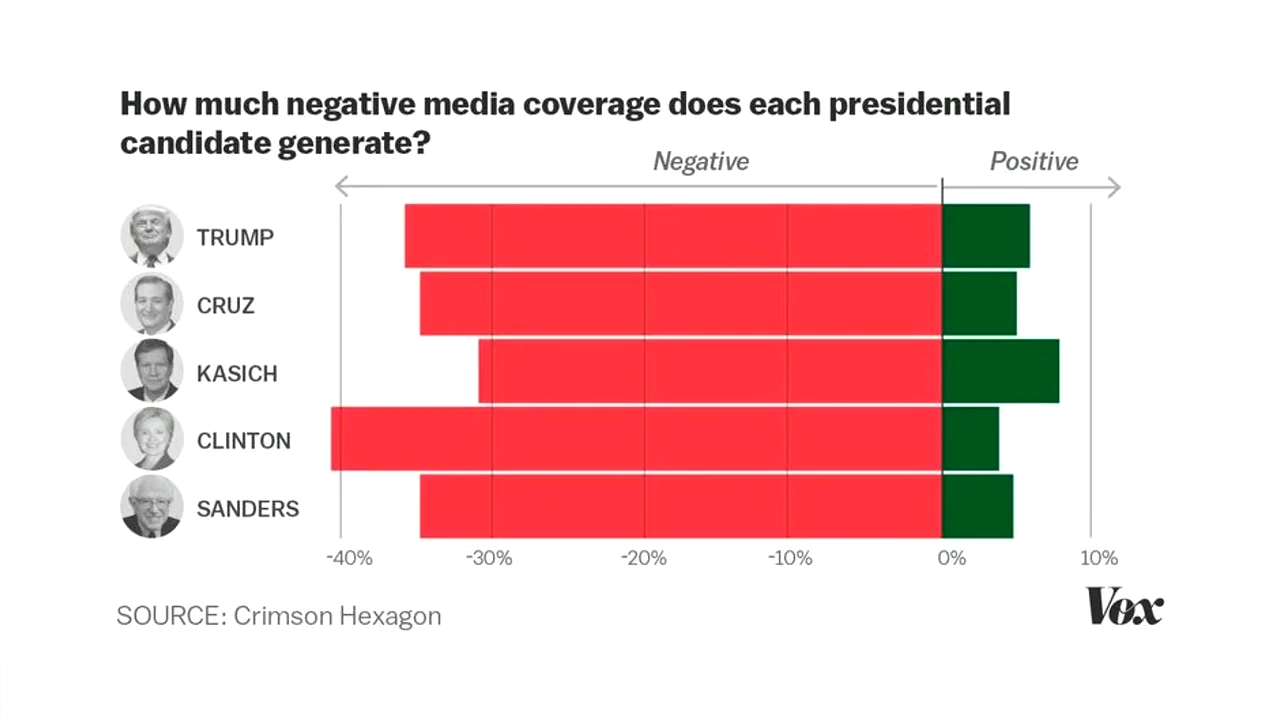 How much negative media coverage does each presidential
candidate generate?
Negative
Positive
TRUMP
CRUZ
KASICH
CLINTON
SANDERS
-40%
-30%
-20%
-10%
0%
10%
SOURCE: Crimson Hexagon
Vox